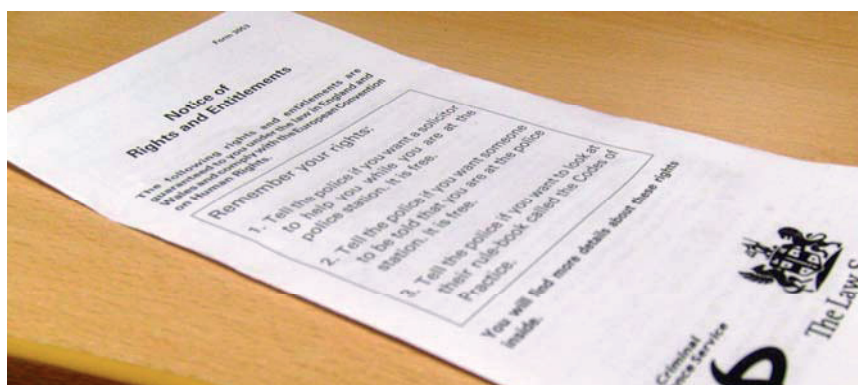 Form 3053
Notice of
Rights and Entitlements
The following rights and entitlements are
guaranteed to you under the law in England and
Wales and comply with the European Convention
on Human Rights.
Remember your rights:
1. Tell the police if you want a solicitor
to help you while you are at the
police station. It is free.
2. Tell the police if you want someone
to be told that you are at the police
station. It is free.
3. Tell the police if you want to look at
their rule-book called the Codes of
Practice.
You will find more details about these rights
inside.
The Law S
Criminal
nce Service